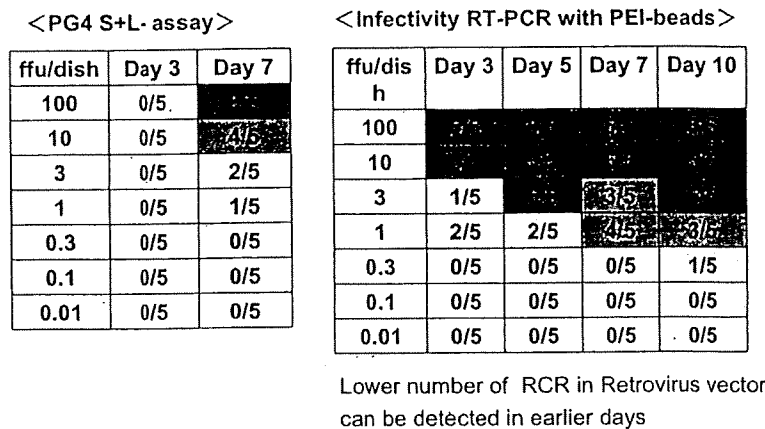 <PG4 S+L- assay>
ffu/dish Day 3 Day 7
100 0/5
10 0/5 4/5
3 0/5 2/5
1 0/5 1/5
0.3 0/5 0/5
0.1 0/5 0/5
0.01 0/5 0/5
<Infectivity RT-PCR with PEI-beads>
ffu/dis
h Day 3 Day 5 Day 7 Day 10
100
10
3 1/5 3/5
1 2/5 2/5 4/5 3/5
0.3 0/5 0/5 0/5 1/5
0.1 0/5 0/5 0/5 0/5
0.01 0/5 0/5 0/5 0/5
Lower number of RCR in Retrovirus vector
can be detected in earlier days